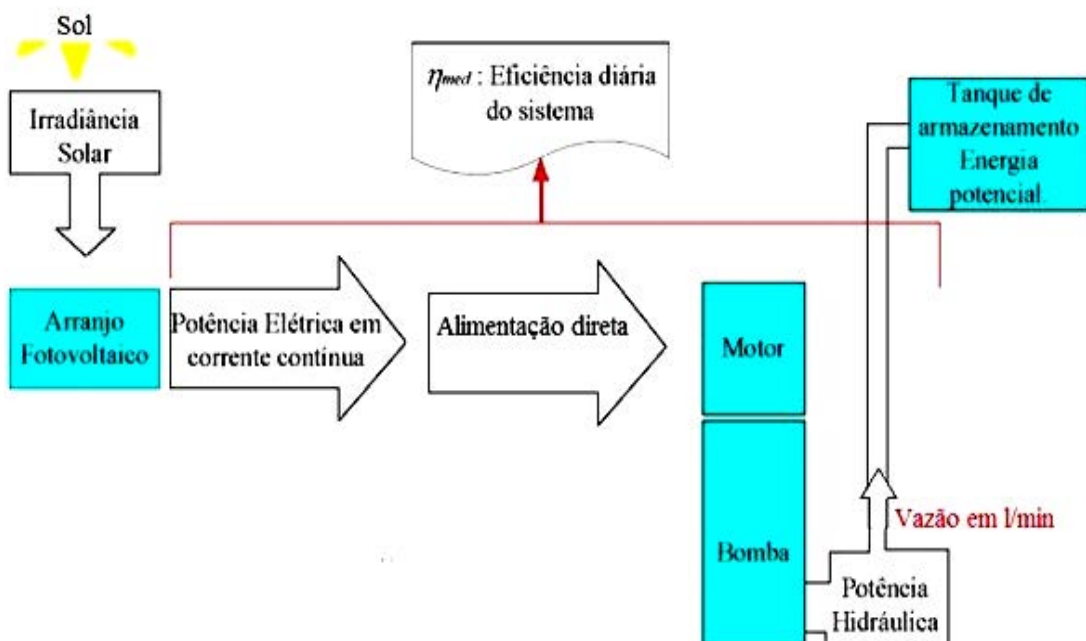 Sol
Irradiância
Solar
ηmed : Eficiência diária
do sistema
Tanque de
armazenamento
Energia
potencial.
Arranjo
Fotovoltaico
Potência Elétrica em
corrente contínua
Alimentação direta
Motor
Bomba
Vazão em l/min
Potência
Hidráulica